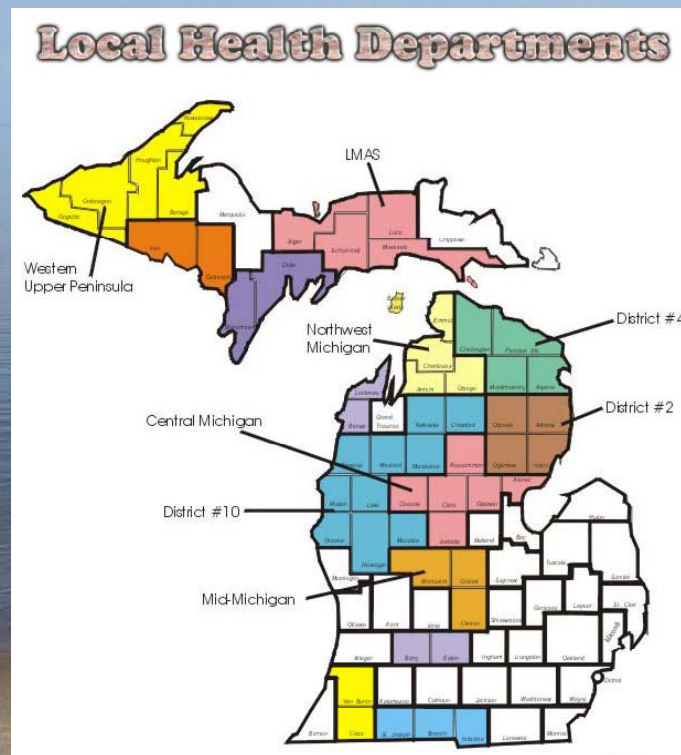 Local Health Departments
LMAS
Keweenaw
Houghton
Ontonagon
Baraga
Gogebic
Marquette
Iron
Dickinson
Alger
Schoolcraft
Luce
Mackinac
Chippewa
Delta
Menominee
Western
Upper Peninsula
Northwest
Michigan
Emmet
Charlevoix
Antrim
Otsego
Cheboygan
Presque Isle
Montmorency
Alpena
District #4
Leelanau
Benzie
Grand
Traverse
Kalkaska
Crawford
Oscoda
Alcona
District #2
Central Michigan
Manistee
Wexford
Missaukee
Roscommon
Ogemaw
Iosco
District #10
Mason
Lake
Osceola
Clare
Gladwin
Arenac
Oceana
Newaygo
Mecosta
Isabella
Midland
Bay
Huron
Mid-Michigan
Muskegon
Montcalm
Gratiot
Saginaw
Tuscola
Sanilac
Ottawa
Kent
Ionia
Clinton
Shiawassee
Genesee
Lapeer
St. Clair
Allegan
Barry
Eaton
Ingham
Livingston
Oakland
Macomb
Van Buren
Kalamazoo
Calhoun
Jackson
Washtenaw
Wayne
Detroit
Berrien
Cass
St. Joseph
Branch
Hillsdale
Lenawee
Monroe